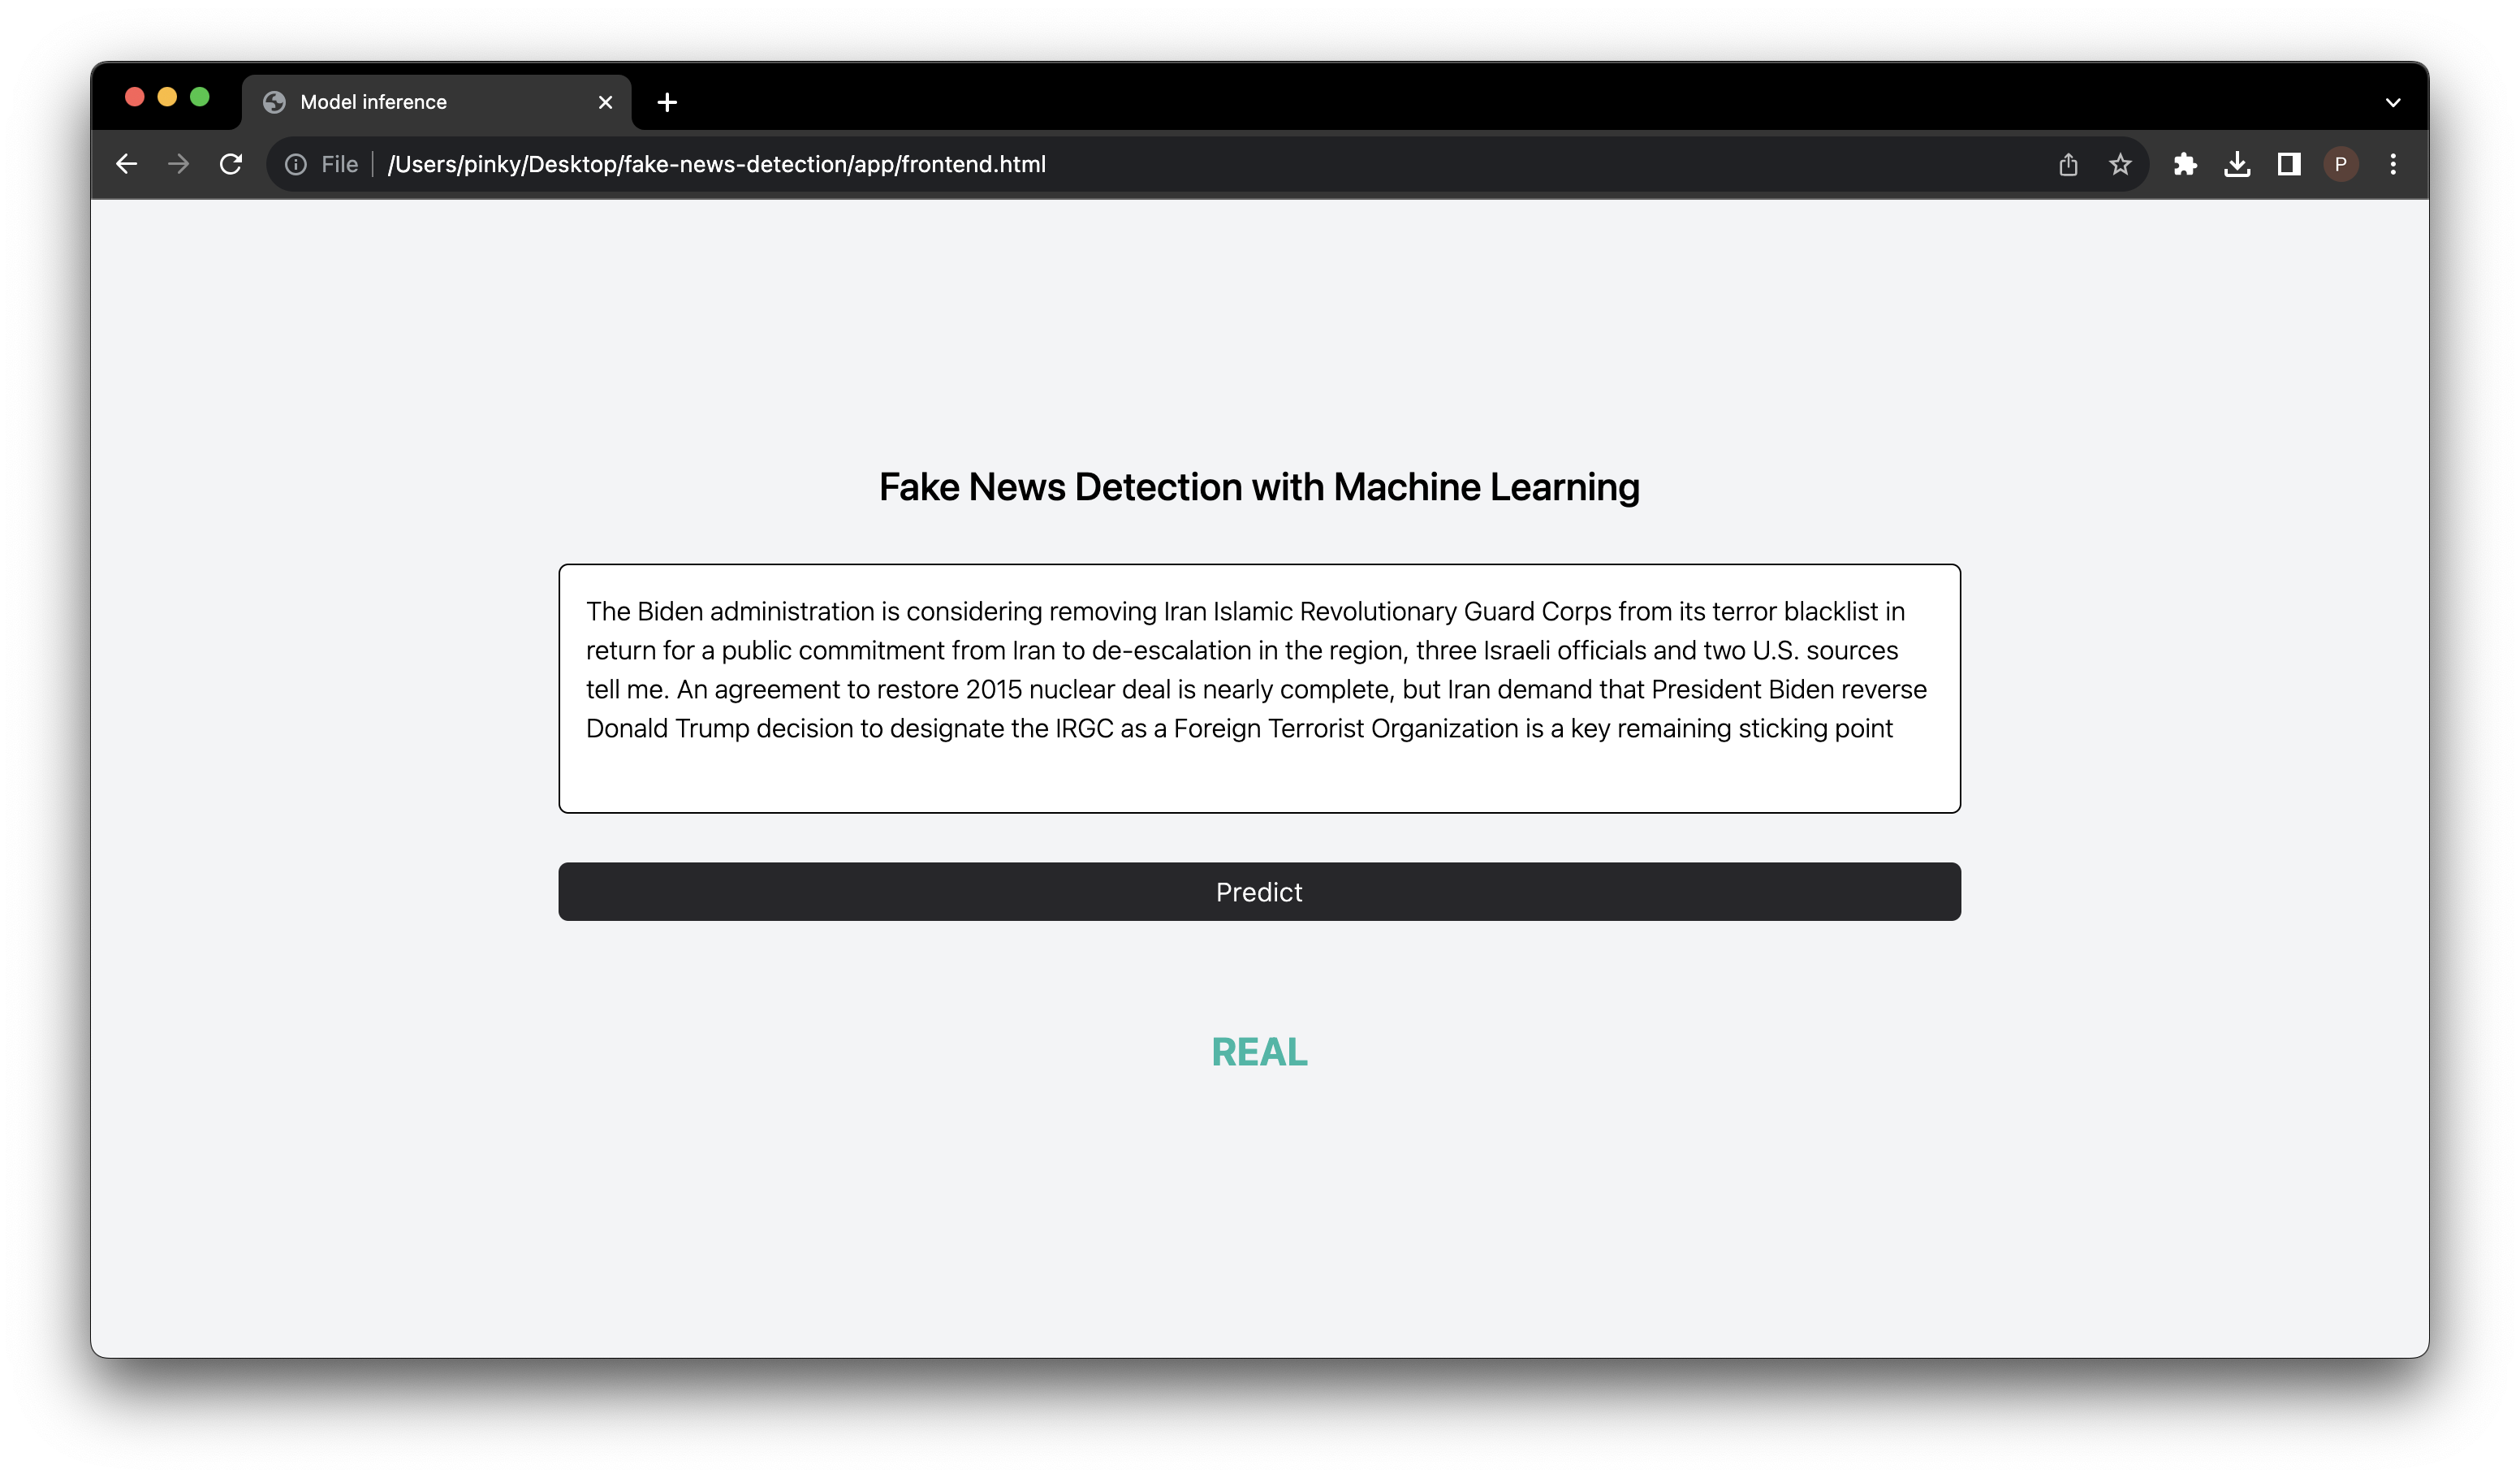 Model inference
File
/Users/pinky/Desktop/fake-news-detection/app/frontend.html
P
Fake News Detection with Machine Learning
The Biden administration is considering removing Iran Islamic Revolutionary Guard Corps from its terror blacklist in
return for a public commitment from Iran to de-escalation in the region, three Israeli officials and two U.S. sources
tell me. An agreement to restore 2015 nuclear deal is nearly complete, but Iran demand that President Biden reverse
Donald Trump decision to designate the IRGC as a Foreign Terrorist Organization is a key remaining sticking point
Predict
REAL